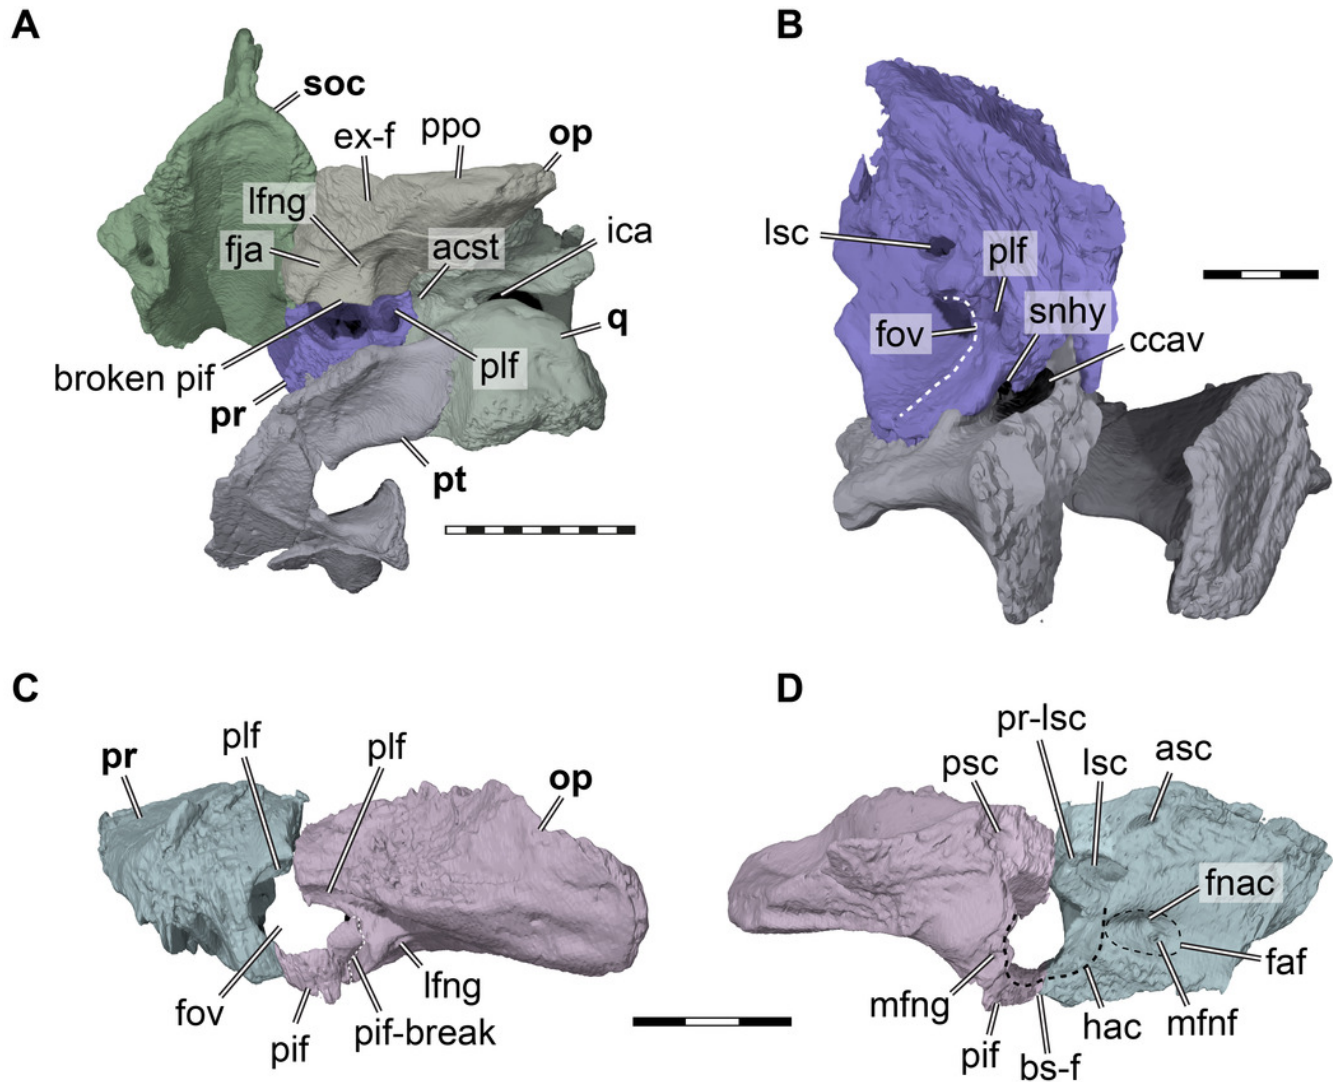 A
soc
ex-f
ppo
op
lfng
fja
acst
ica
q
broken pif
plf
pr
pt
B
lsc
plf
snhy
fov
ccav
C
pr
plf
plf
op
fov
pif
pif-break
lfng
D
pr-lsc
psc
lsc
asc
fnac
faf
mfng
pif
bs-f
hac
mfnf